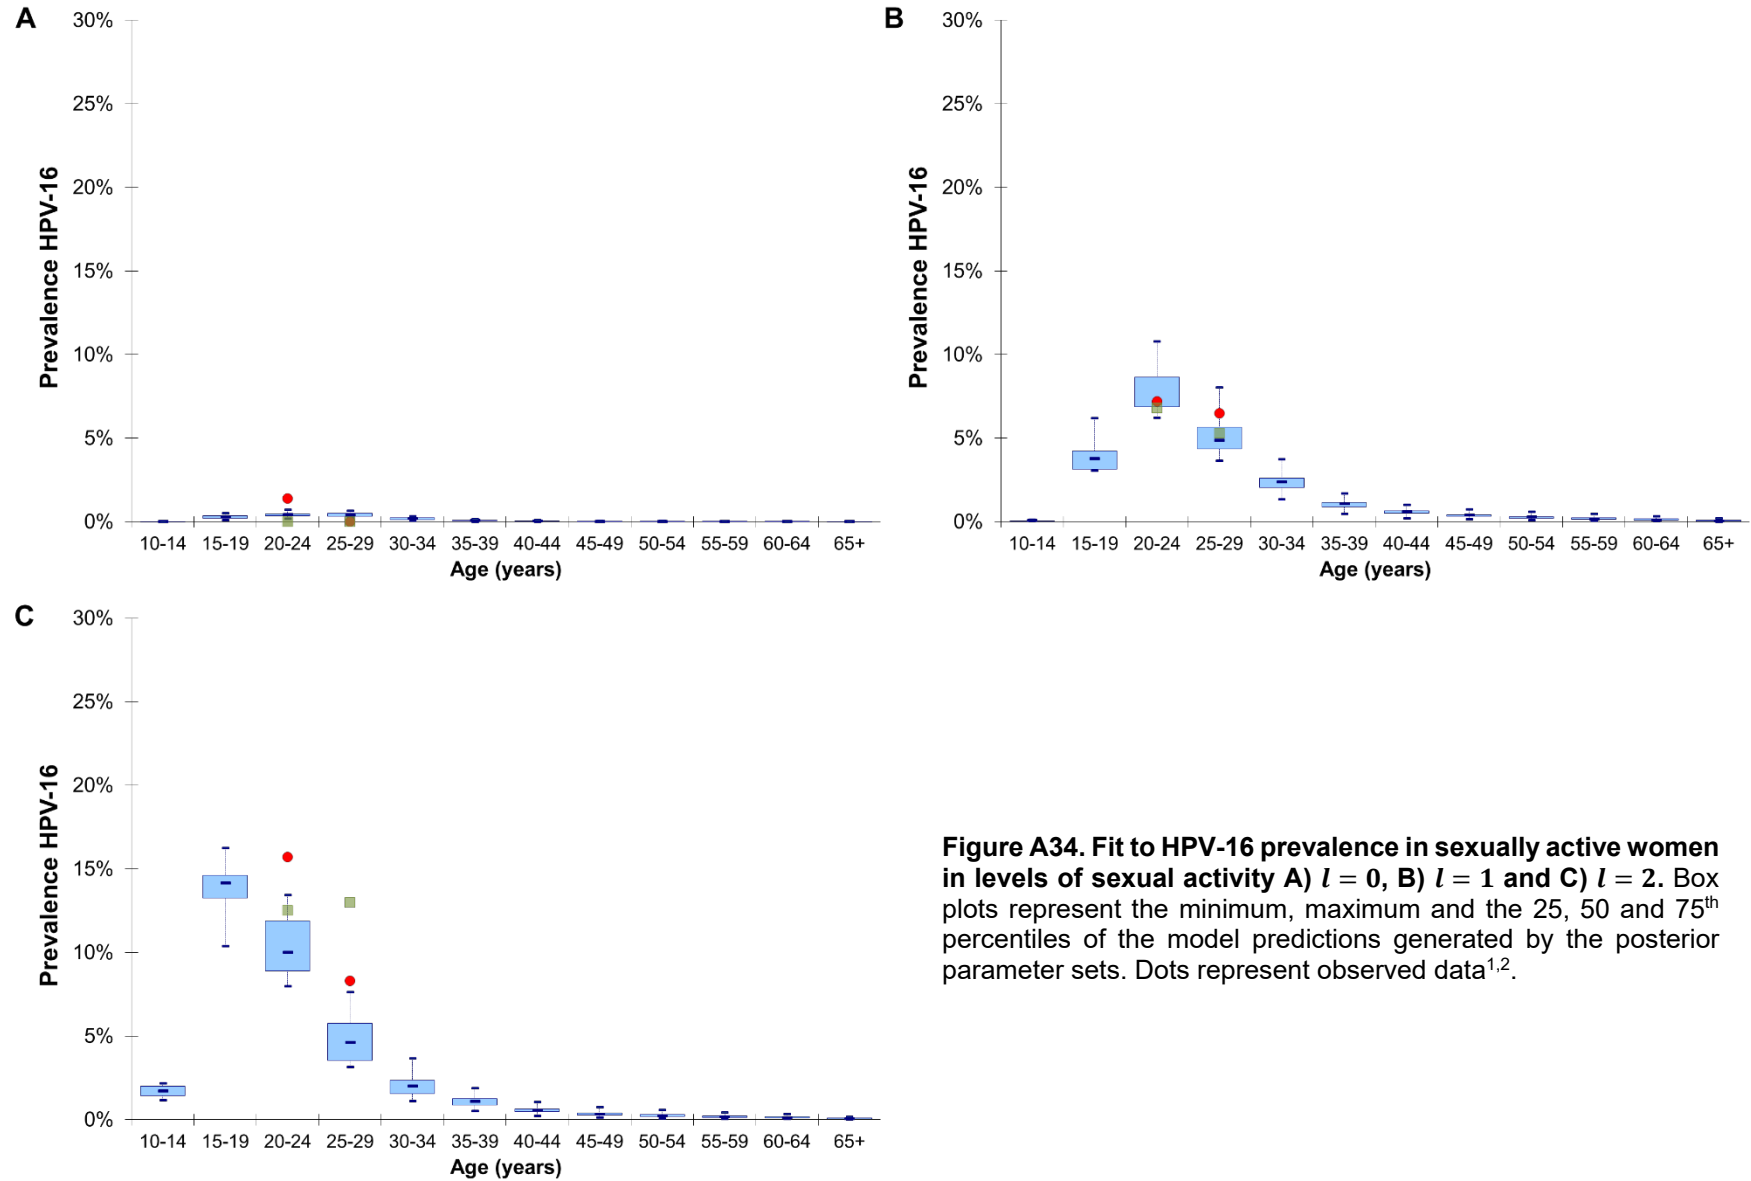 A
30%
25%
20%
15%
10%
5%
0%
Prevalence HPV-16
10-14 15-19 20-24 25-29 30-34 35-39 40-44 45-49 50-54 55-59 60-64 65+
Age (years)
B
30%
25%
20%
15%
10%
5%
0%
Prevalence HPV-16
10-14 15-19 20-24 25-29 30-34 35-39 40-44 45-49 50-54 55-59 60-64 65+
Age (years)
C
30%
25%
20%
15%
10%
5%
0%
Prevalence HPV-16
10-14 15-19 20-24 25-29 30-34 35-39 40-44 45-49 50-54 55-59 60-64 65+
Age (years)
Figure A34. Fit to HPV-16 prevalence in sexually active women
in levels of sexual activity A) l = 0, B) l = 1 and C) l = 2. Box
plots represent the minimum, maximum and the 25, 50 and 75th
percentiles of the model predictions generated by the posterior
parameter sets. Dots represent observed data1,2.